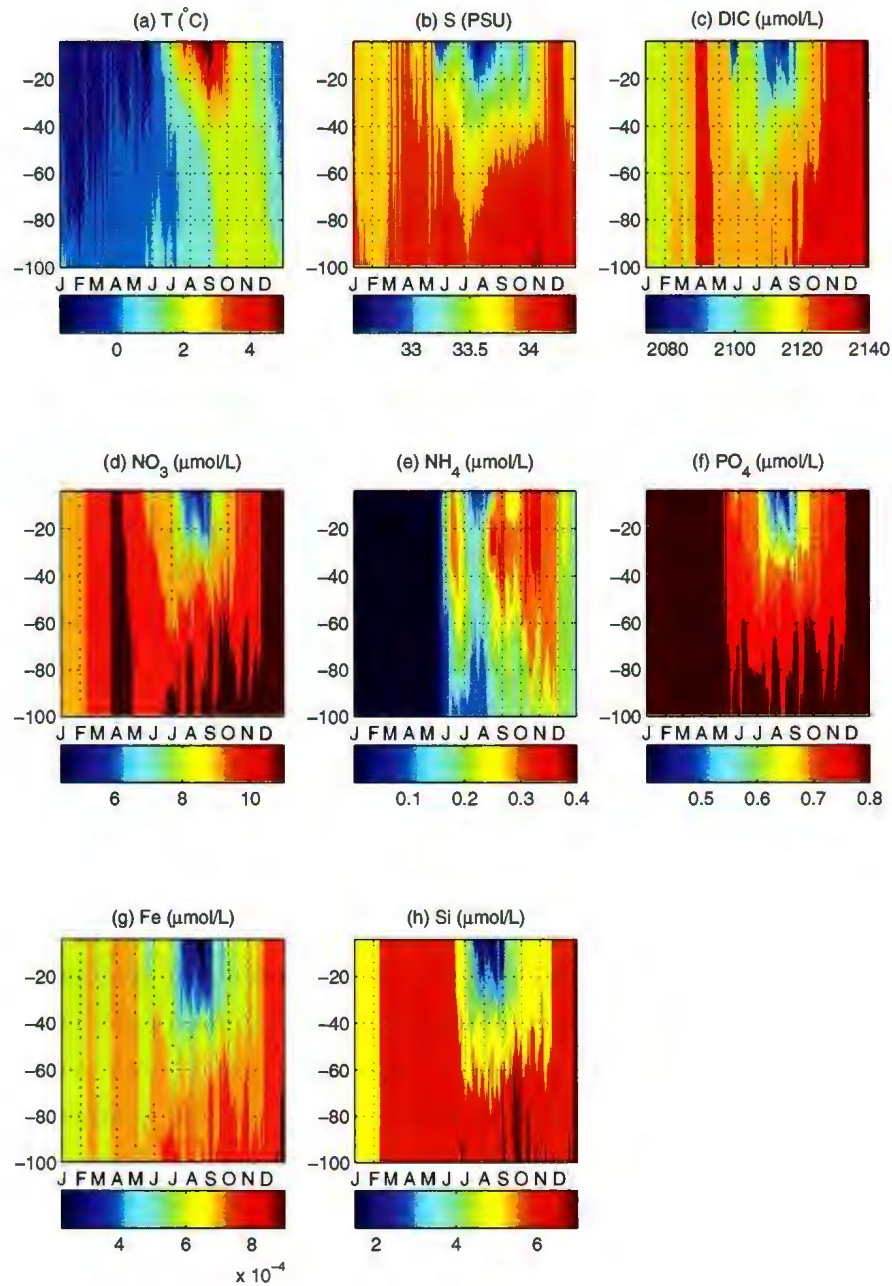 (a) T (°C) (b) S (PSU) (c) DIC (μmol/L)
−20 −20 −20
−40 −40 −40
−60 −60 −60
−80 −80 −80
−100 −100 −100
J F M A M J J A S O N D J F M A M J J A S O N D J F M A M J J A S O N D
0 2 4 33 33.5 34 2080 2100 2120 2140
(d) NO3 (μmol/L) (e) NH4 (μmol/L) (f) PO4 (μmol/L)
−20 −20 −20
−40 −40 −40
−60 −60 −60
−80 −80 −80
−100 −100 −100
J F M A M J J A S O N D J F M A M J J A S O N D J F M A M J J A S O N D
6 8 10 0.1 0.2 0.3 0.4 0.5 0.6 0.7 0.8
(g) Fe (μmol/L) (h) Si (μmol/L)
−20 −20
−40 −40
−60 −60
−80 −80
−100 −100
J F M A M J J A S O N D J F M A M J J A S O N D
4 6 8 2 4 6
x 10−4